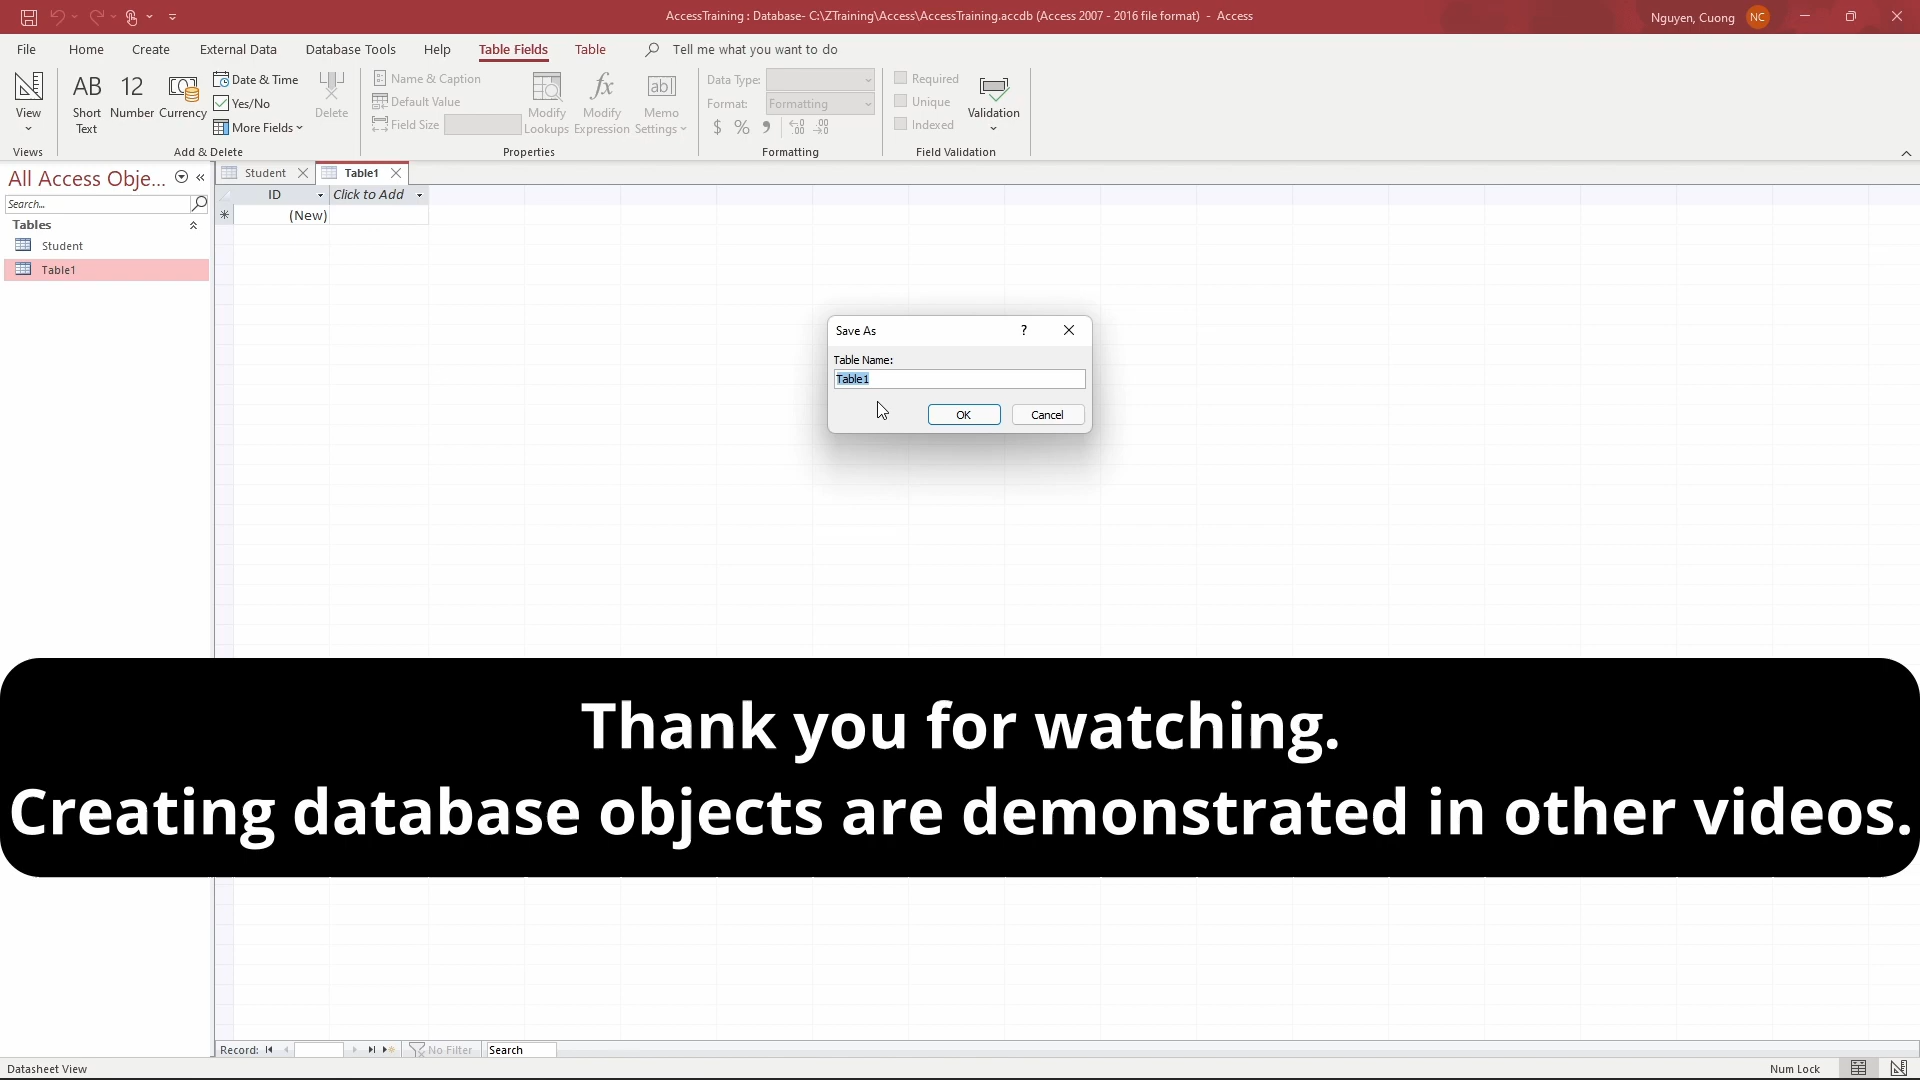 AccessTraining : Database- C:\ZTraining\Access\AccessTraining.accdb (Access 2007 - 2016 file format) - Access
Nguyen, Cuong NC
File Home Create External Data Database Tools Help Table Fields Table Tell me what you want to do
View
Views
AB Short Text
12 Number
Currency
Date & Time
Yes/No
More Fields
Delete
Add & Delete
Name & Caption
Default Value
Field Size
Modify Lookups
fx Modify Expression
ab Memo Settings
Properties
Data Type:
Format: Formatting
$ % 9 .00 .00
Formatting
Required
Unique
Indexed
Validation
Field Validation
All Access Obje...
Search...
Tables
Student
Table1
Student Table1
ID Click to Add
* (New)
Save As ?
Table Name:
Table1
OK Cancel
Thank you for watching.
Creating database objects are demonstrated in other videos.
Record: No Filter Search
Datasheet View Num Lock